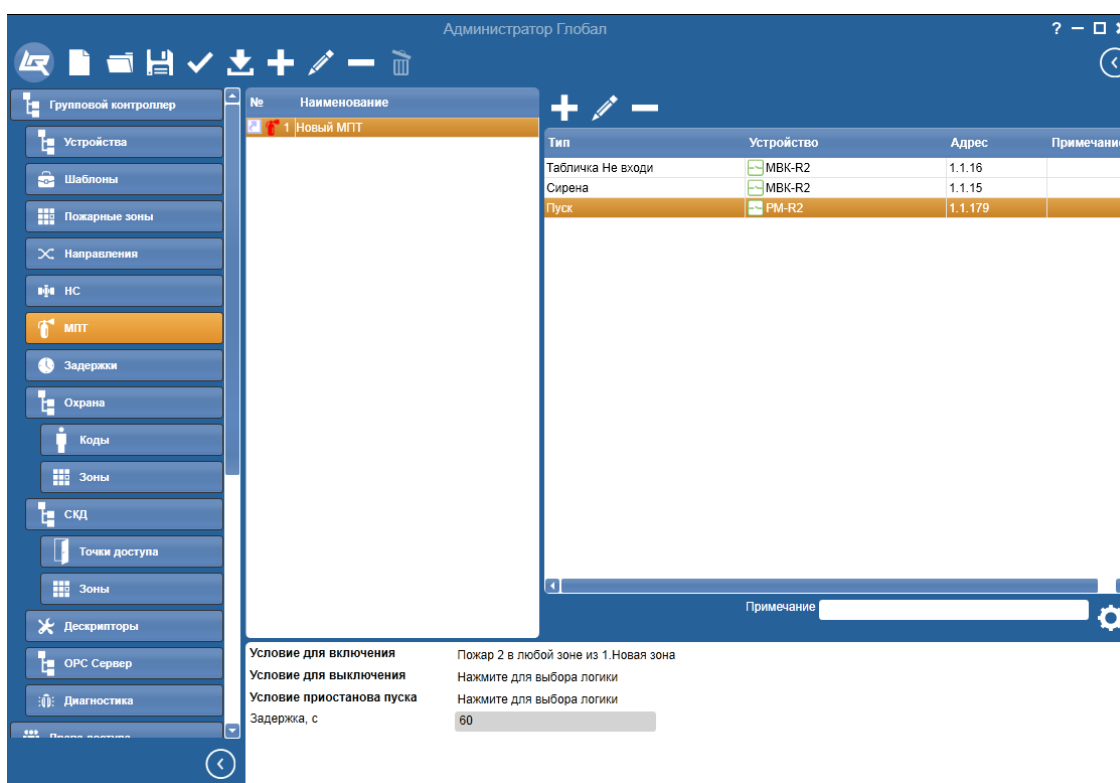 Администратор Глобал
Групповой контроллер
Устройства
Шаблоны
Пожарные зоны
Направления
НС
МПТ
Задержки
Охрана
Коды
Зоны
СКД
Точки доступа
Зоны
Дескрипторы
ОРС Сервер
Диагностика
№ Наименование
1 Новый МПТ
Тип Устройство Адрес Примечание
Табличка Не входи МВК-R2 1.1.16
Сирена МВК-R2 1.1.15
Пуск РМ-R2 1.1.179
Примечание
Условие для включения Пожар 2 в любой зоне из 1.Новая зона
Условие для выключения Нажмите для выбора логики
Условие приостанова пуска Нажмите для выбора логики
Задержка, с 60